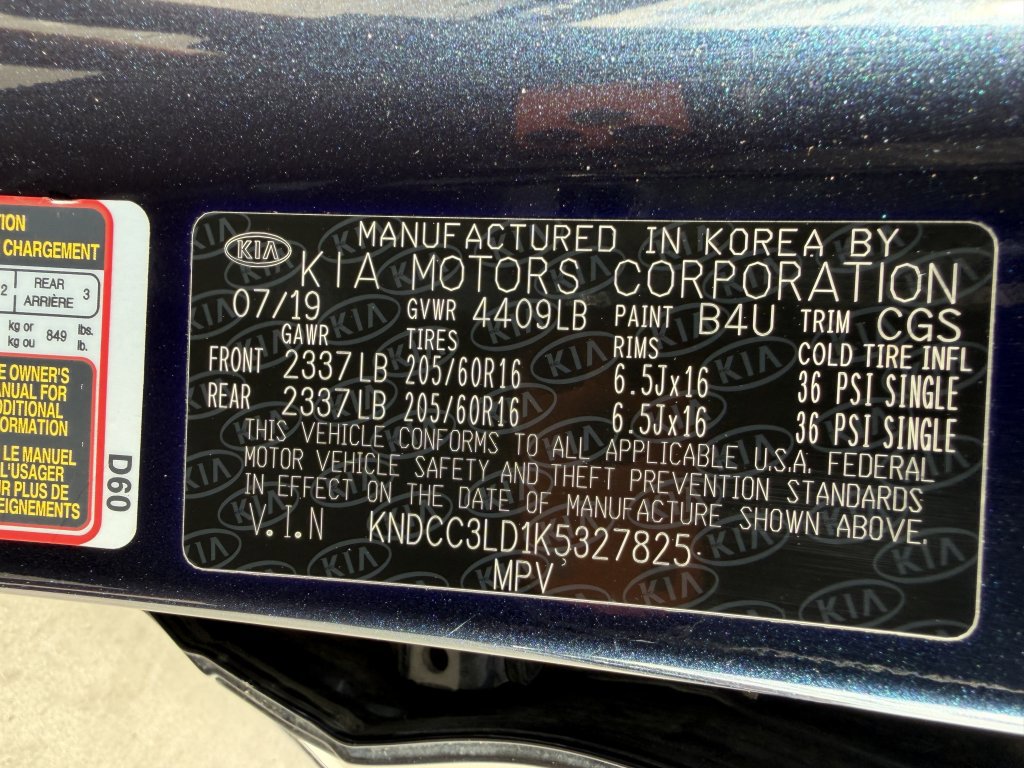 TION
CHARGEMENT
2 REAR 3
ARRIÈRE
kg or 849 lbs.
kg ou lb.
OWNER'S
FOR
D60
LE MANUEL
L'USAGER
PLUS DE
KIA
MANUFACTURED IN KOREA BY
KIA MOTORS CORPORATION
07/19 GVWR 4409LB PAINT B4U TRIM CGS
GAWR TIRES RIMS COLD TIRE INFL
FRONT 2337LB 205/60R16 6.5Jx16 36 PSI SINGLE
REAR 2337LB 205/60R16 6.5Jx16 36 PSI SINGLE
THIS VEHICLE CONFORMS TO ALL APPLICABLE U.S.A. FEDERAL
MOTOR VEHICLE SAFETY AND THEFT PREVENTION STANDARDS
IN EFFECT ON THE DATE OF MANUFACTURE SHOWN ABOVE.
V.I.N KNDCC3LD1K5327825
MPV